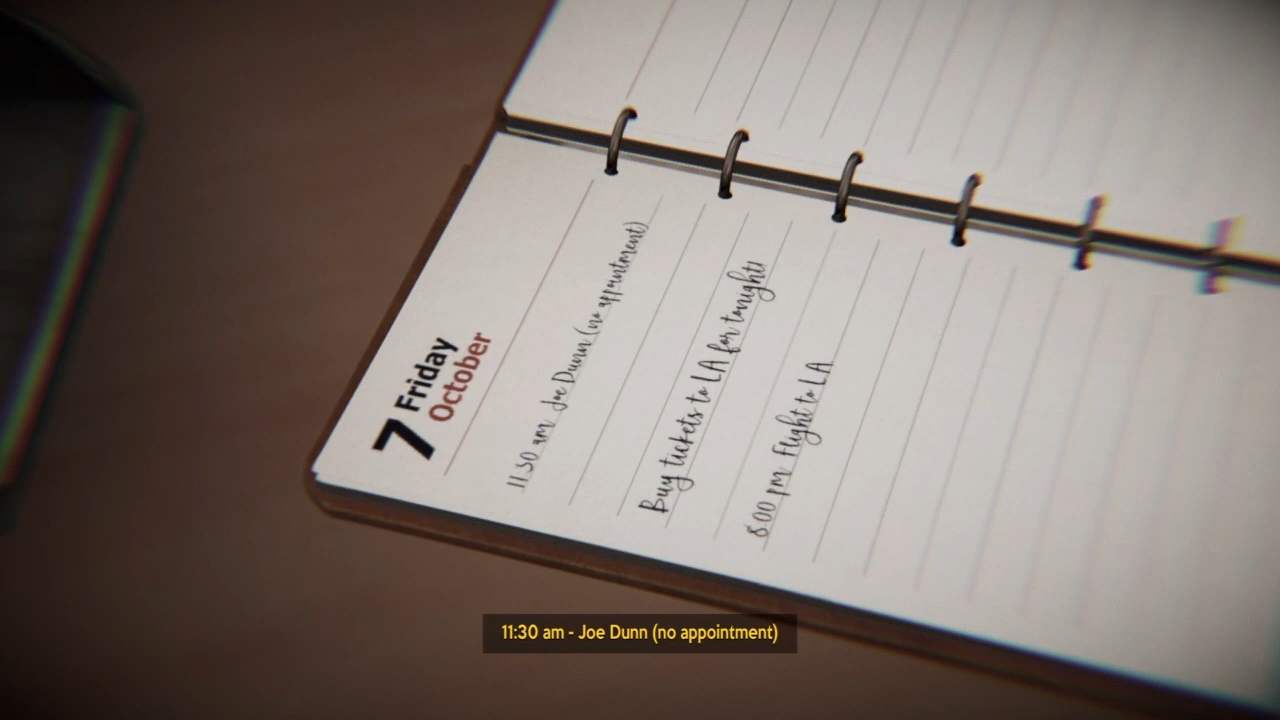 7 Friday
October
11:30 am Joe Dunn (no appointment)
Buy tickets to LA for tonight!
8:00 pm Flight to LA
11:30 am - Joe Dunn (no appointment)